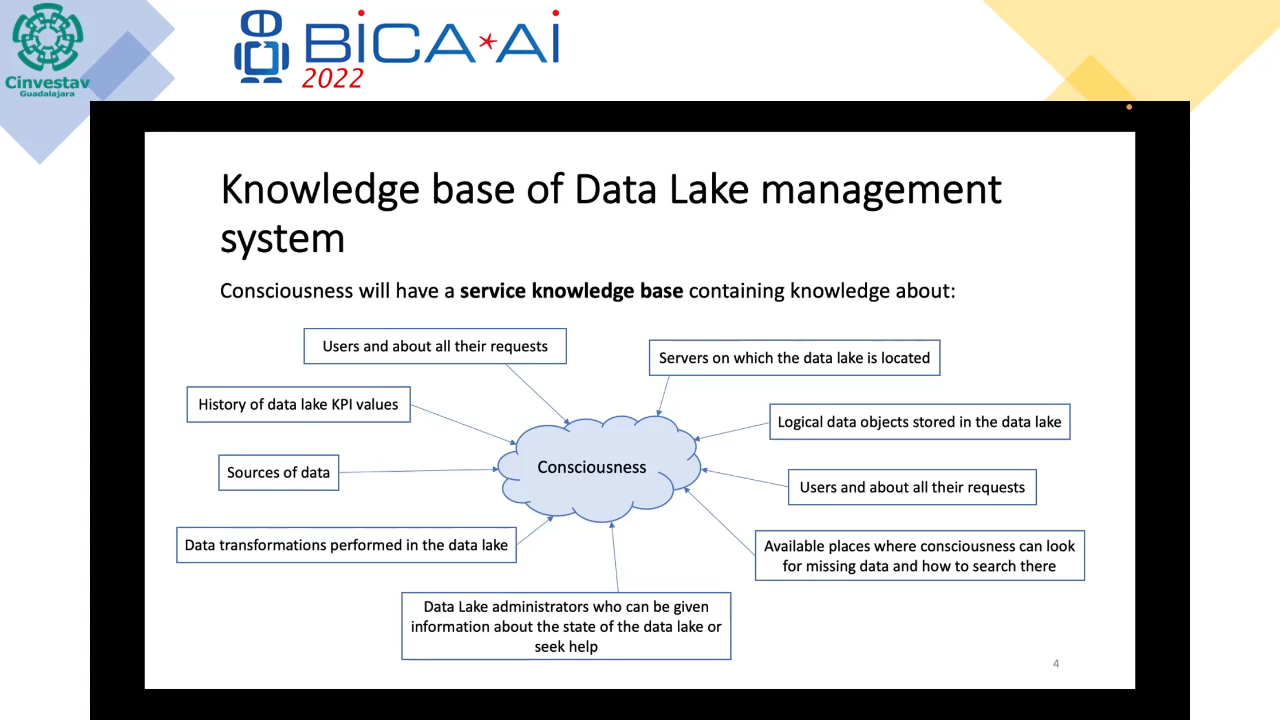 Cinvestav
Guadalajara
BiCA*Ai
2022
Knowledge base of Data Lake management
system
Consciousness will have a service knowledge base containing knowledge about:
Users and about all their requests
Servers on which the data lake is located
History of data lake KPI values
Logical data objects stored in the data lake
Consciousness
Sources of data
Users and about all their requests
Data transformations performed in the data lake
Available places where consciousness can look
for missing data and how to search there
Data Lake administrators who can be given
information about the state of the data lake or
seek help
4